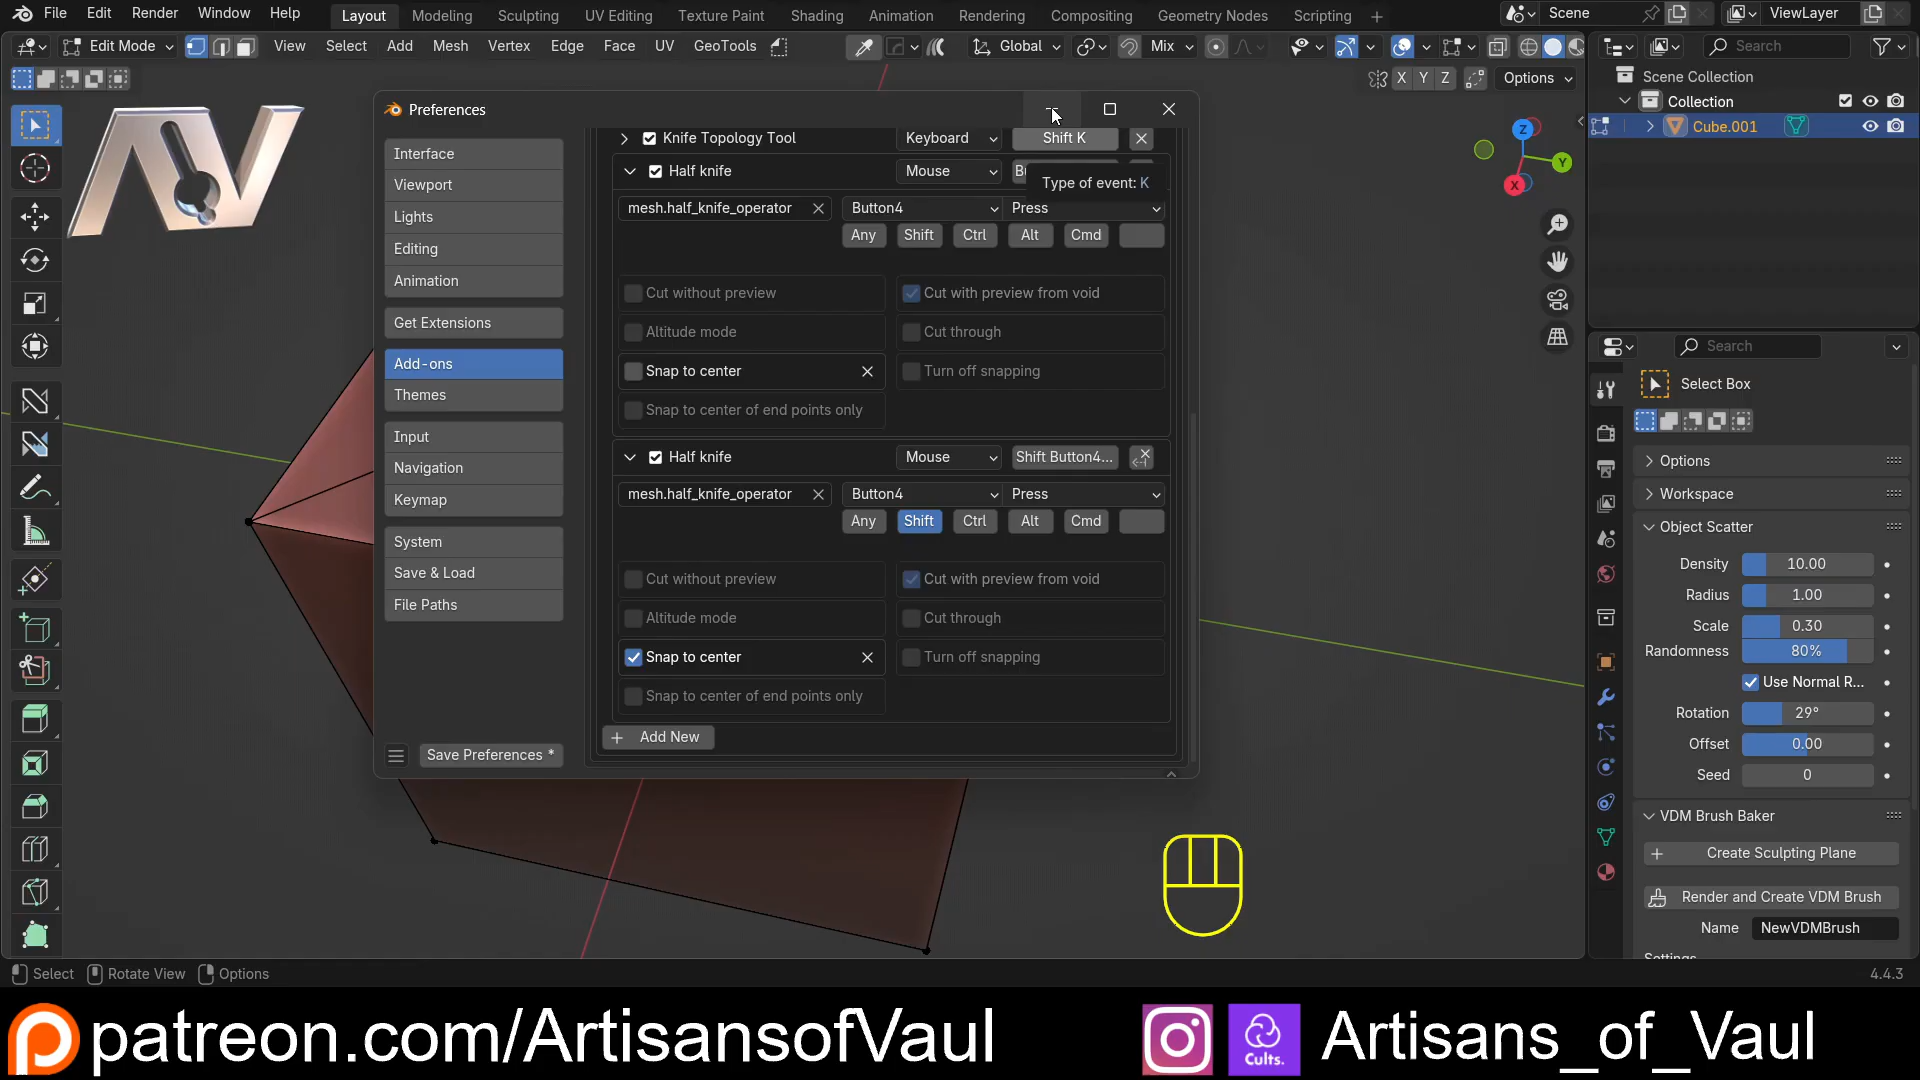 File Edit Render Window Help Layout Modeling Sculpting UV Editing Texture Paint Shading Animation Rendering Compositing Geometry Nodes Scripting + Scene ViewLayer
Edit Mode View Select Add Mesh Vertex Edge Face UV GeoTools Global Mix Search
X Y Z Options
Scene Collection
Collection
Cube.001
Z
Y
X
AV
Preferences
Interface
Viewport
Lights
Editing
Animation
Get Extensions
Add-ons
Themes
Input
Navigation
Keymap
System
Save & Load
File Paths
Save Preferences *
Knife Topology Tool Keyboard Shift K
Half knife Mouse
Type of event: K
mesh.half_knife_operator Button4 Press
Any Shift Ctrl Alt Cmd
Cut without preview Cut with preview from void
Altitude mode Cut through
Snap to center Turn off snapping
Snap to center of end points only
Half knife Mouse Shift Button4...
mesh.half_knife_operator Button4 Press
Any Shift Ctrl Alt Cmd
Cut without preview Cut with preview from void
Altitude mode Cut through
Snap to center Turn off snapping
Snap to center of end points only
+ Add New
Search
Select Box
Options
Workspace
Object Scatter
Density 10.00
Radius 1.00
Scale 0.30
Randomness 80%
Use Normal R...
Rotation 29°
Offset 0.00
Seed 0
VDM Brush Baker
+ Create Sculpting Plane
Render and Create VDM Brush
Name NewVDMBrush
Settings
Select Rotate View Options 4.4.3
patreon.com/ArtisansofVaul Cults. Artisans_of_Vaul